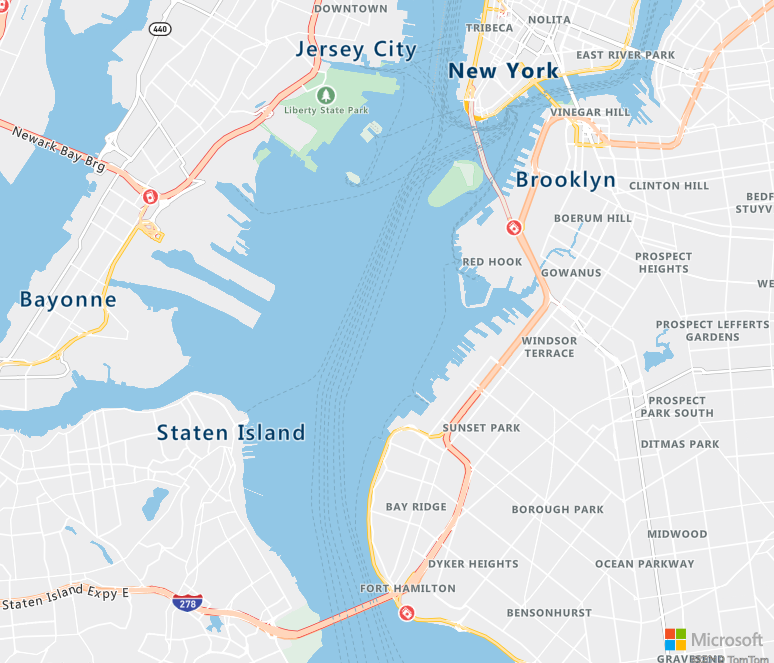 DOWNTOWN
NOLITA
TRIBECA
440
Jersey City
EAST RIVER PARK
New York
Liberty State Park
VINEGAR HILL
Newark Bay Brg
Brooklyn
CLINTON HILL
BEDF
STUYV
BOERUM HILL
PROSPECT
HEIGHTS
RED HOOK
GOWANUS
WE
Bayonne
PROSPECT LEFFERTS
GARDENS
WINDSOR
TERRACE
PROSPECT
PARK SOUTH
SUNSET PARK
Staten Island
DITMAS PARK
BAY RIDGE
BOROUGH PARK
MIDWOOD
DYKER HEIGHTS
OCEAN PARKWAY
FORT HAMILTON
Staten Island Expy E
278
BENSONHURST
Microsoft
GRAVESEND
TomTom